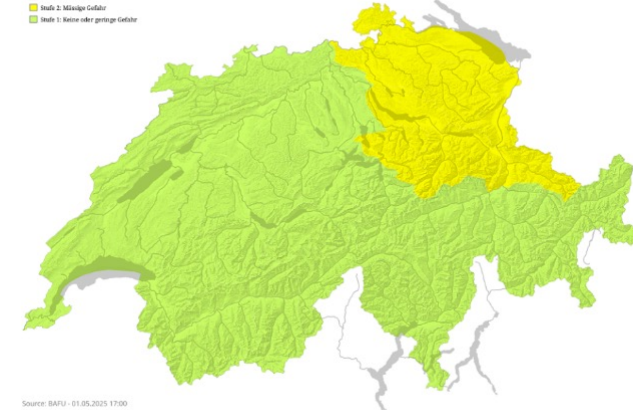 Stufe 2: Mässige Gefahr
Stufe 1: Keine oder geringe Gefahr
Source: BAFU - 01.05.2025 17:00